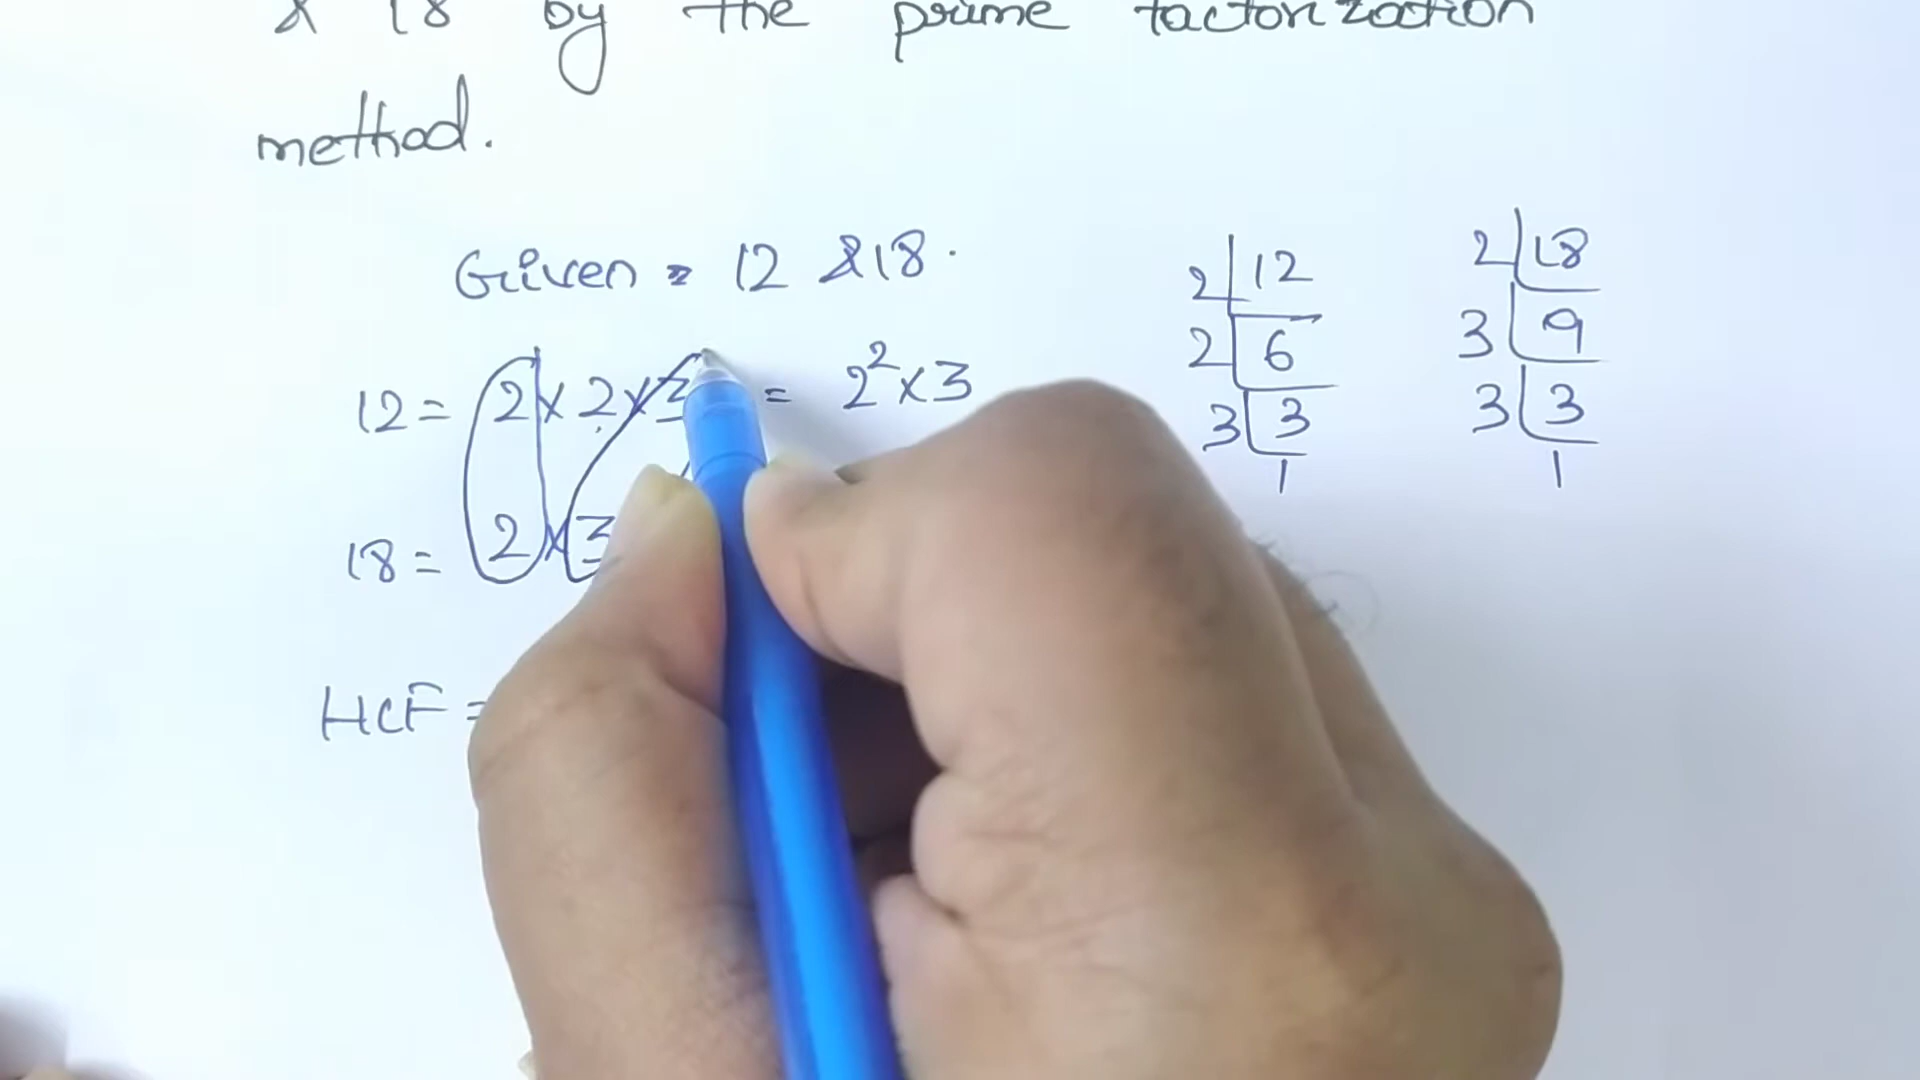 & 18 by the prime factorization
method.
Given = 12 & 18.
12 = 2 x 2 x 3 = 2² x 3
18 = 2 x 3
HCF =
2 12
2 6
3 3
1
2 18
3 9
3 3
1